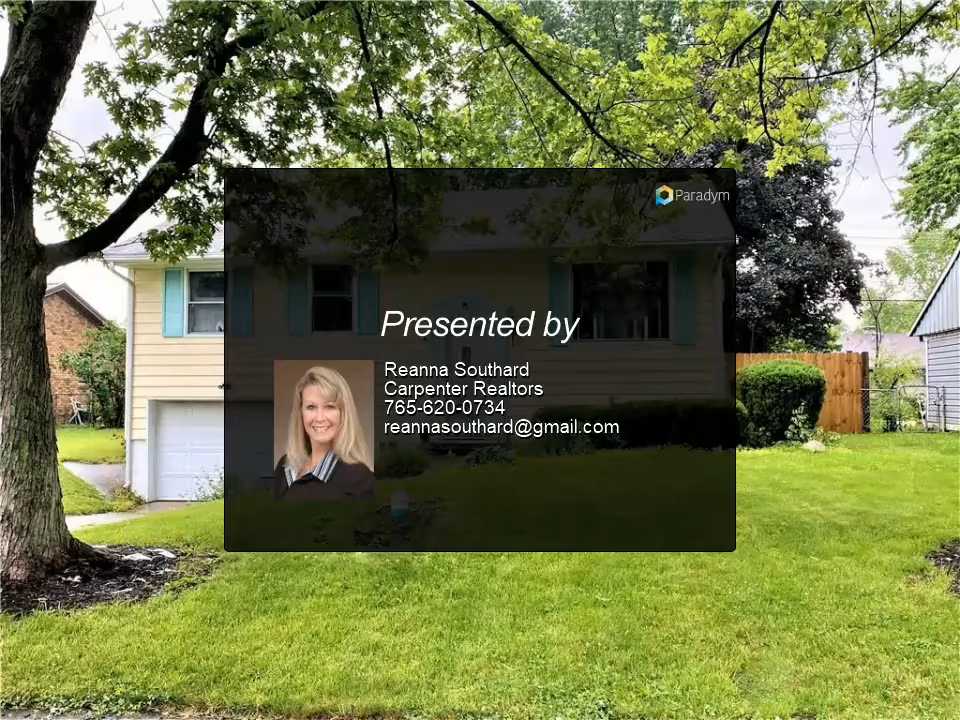 Paradym
Presented by
Reanna Southard
Carpenter Realtors
765-620-0734
reannasouthard@gmail.com